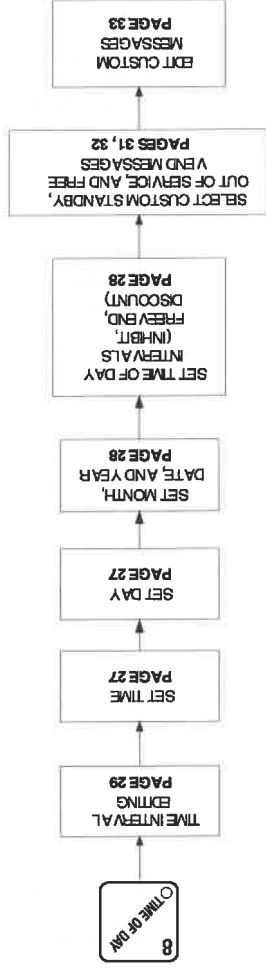 8
TIME OF DAY
TIME INTERVAL
EDITING
PAGE 29
SET TIME
PAGE 27
SET DAY
PAGE 27
SET MONTH,
DATE, AND YEAR
PAGE 28
SET TIME OF DAY
INTERVALS
(INHIBIT,
FREEVEND,
DISCOUNT)
PAGE 28
SELECT CUSTOM STANDBY,
OUT OF SERVICE, AND FREE
VEND MESSAGES
PAGES 31, 32
EDIT CUSTOM
MESSAGES
PAGE 33